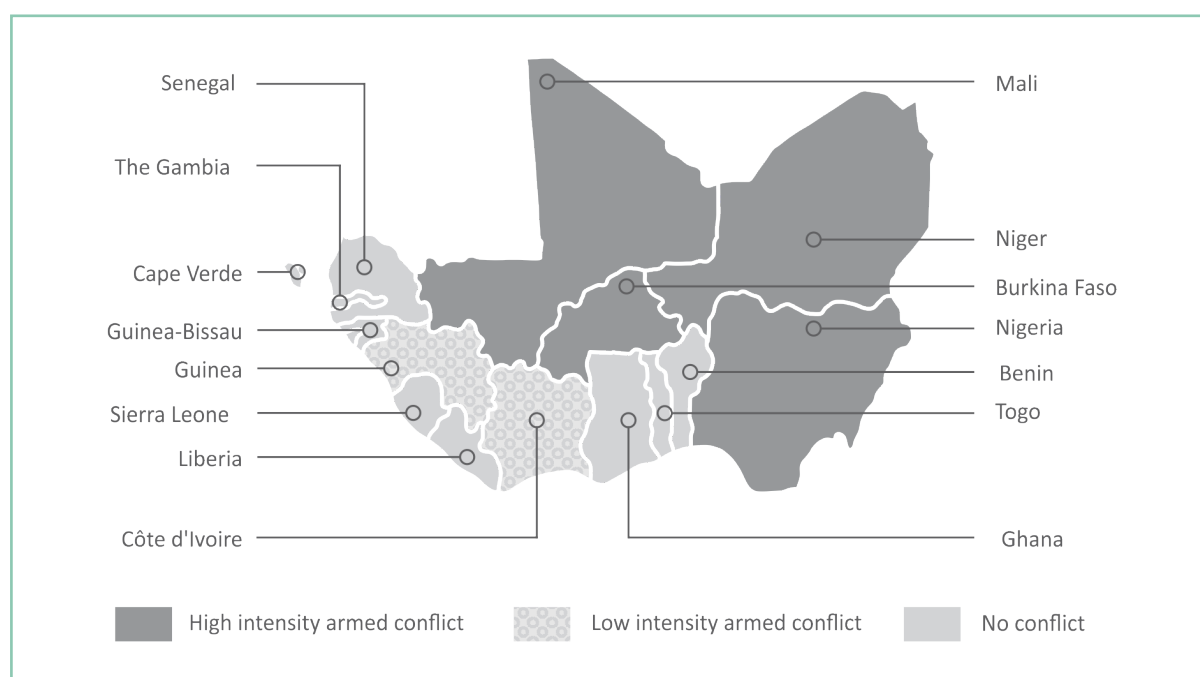 Senegal
The Gambia
Cape Verde
Guinea-Bissau
Guinea
Sierra Leone
Liberia
Côte d'Ivoire
Mali
Niger
Burkina Faso
Nigeria
Benin
Togo
Ghana
High intensity armed conflict
Low intensity armed conflict
No conflict